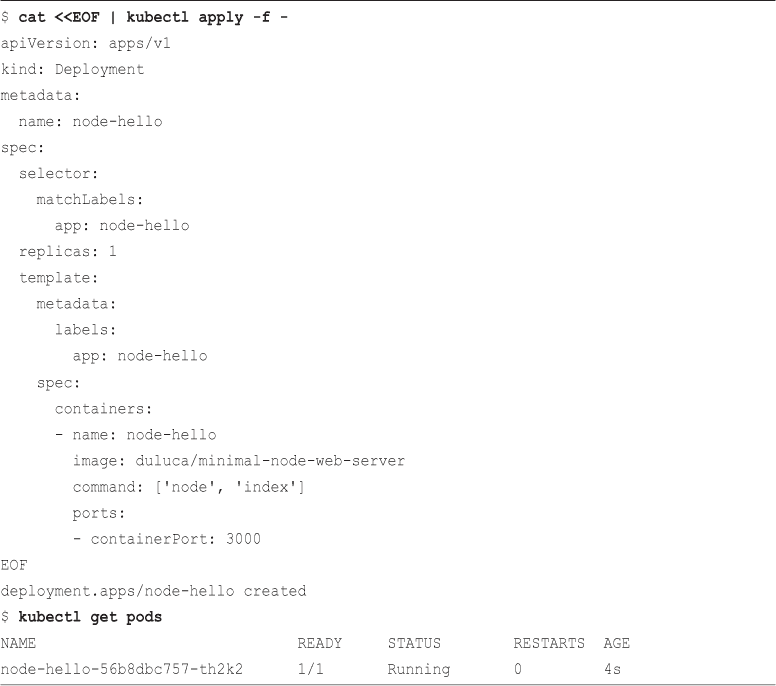 $ cat <<EOF | kubectl apply -f -
apiVersion: apps/v1
kind: Deployment
metadata:
  name: node-hello
spec:
  selector:
    matchLabels:
      app: node-hello
  replicas: 1
  template:
    metadata:
      labels:
        app: node-hello
    spec:
      containers:
      - name: node-hello
        image: duluca/minimal-node-web-server
        command: ['node', 'index']
        ports:
        - containerPort: 3000
EOF
deployment.apps/node-hello created
$ kubectl get pods
NAME                             READY     STATUS        RESTARTS  AGE
node-hello-56b8dbc757-th2k2      1/1       Running       0         4s